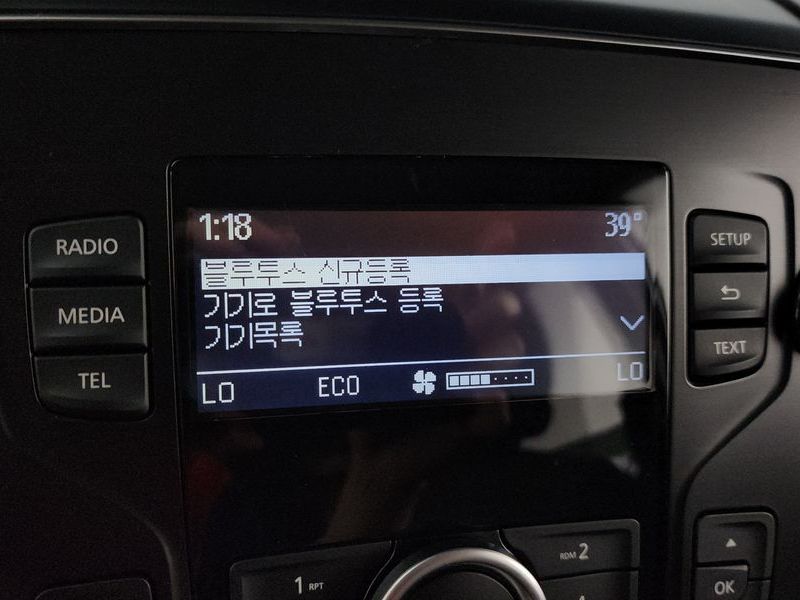 1:18 39°
RADIO
SETUP
블루투스 신규등록
MEDIA
기기로 블루투스 등록
기기목록
TEXT
TEL
LO ECO LO
1 RPT
RDM 2
OK